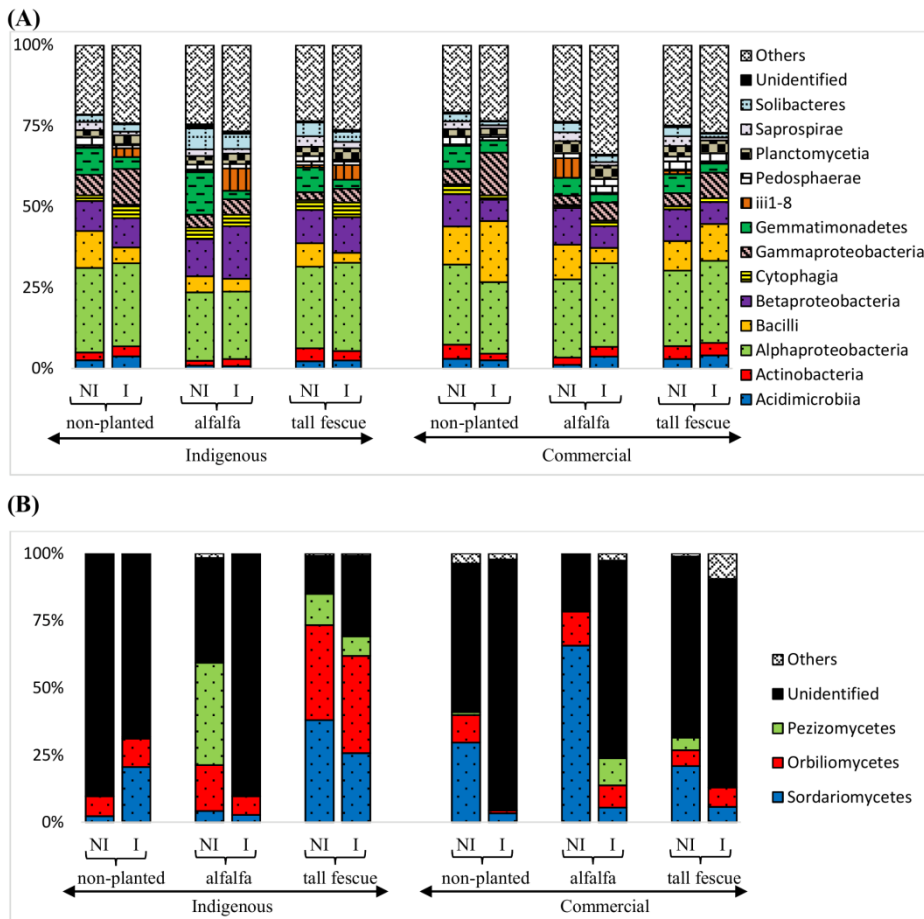 (A)
100%
75%
50%
25%
0%
NI I NI I NI I NI I NI I NI I
non-planted alfalfa tall fescue non-planted alfalfa tall fescue
Indigenous Commercial
Others
Unidentified
Solibacteres
Saprospirae
Planctomycetia
Pedosphaerae
iii1-8
Gemmatimonadetes
Gammaproteobacteria
Cytophagia
Betaproteobacteria
Bacilli
Alphaproteobacteria
Actinobacteria
Acidimicrobiia
(B)
100%
75%
50%
25%
0%
NI I NI I NI I NI I NI I NI I
non-planted alfalfa tall fescue non-planted alfalfa tall fescue
Indigenous Commercial
Others
Unidentified
Pezizomycetes
Orbiliomycetes
Sordariomycetes